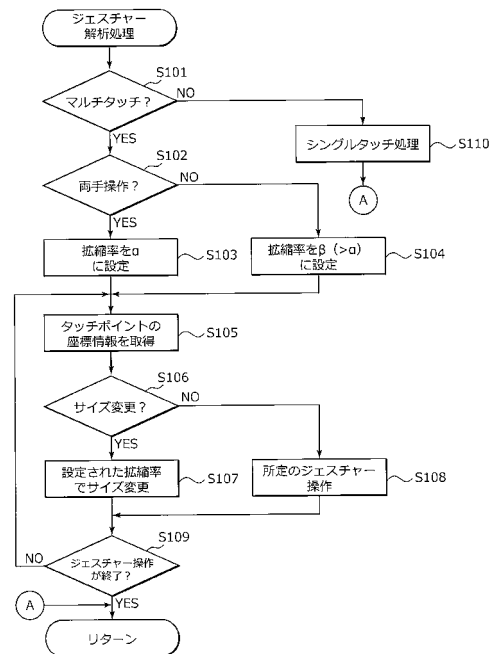 ジェスチャー
解析処理
S101
マルチタッチ?
NO
YES
シングルタッチ処理
S110
A
S102
両手操作?
NO
YES
拡縮率をα
に設定
S103
拡縮率をβ (>α)
に設定
S104
タッチポイントの
座標情報を取得
S105
S106
サイズ変更?
NO
YES
設定された拡縮率
でサイズ変更
S107
所定のジェスチャー
操作
S108
S109
ジェスチャー操作
が終了?
NO
YES
A
リターン